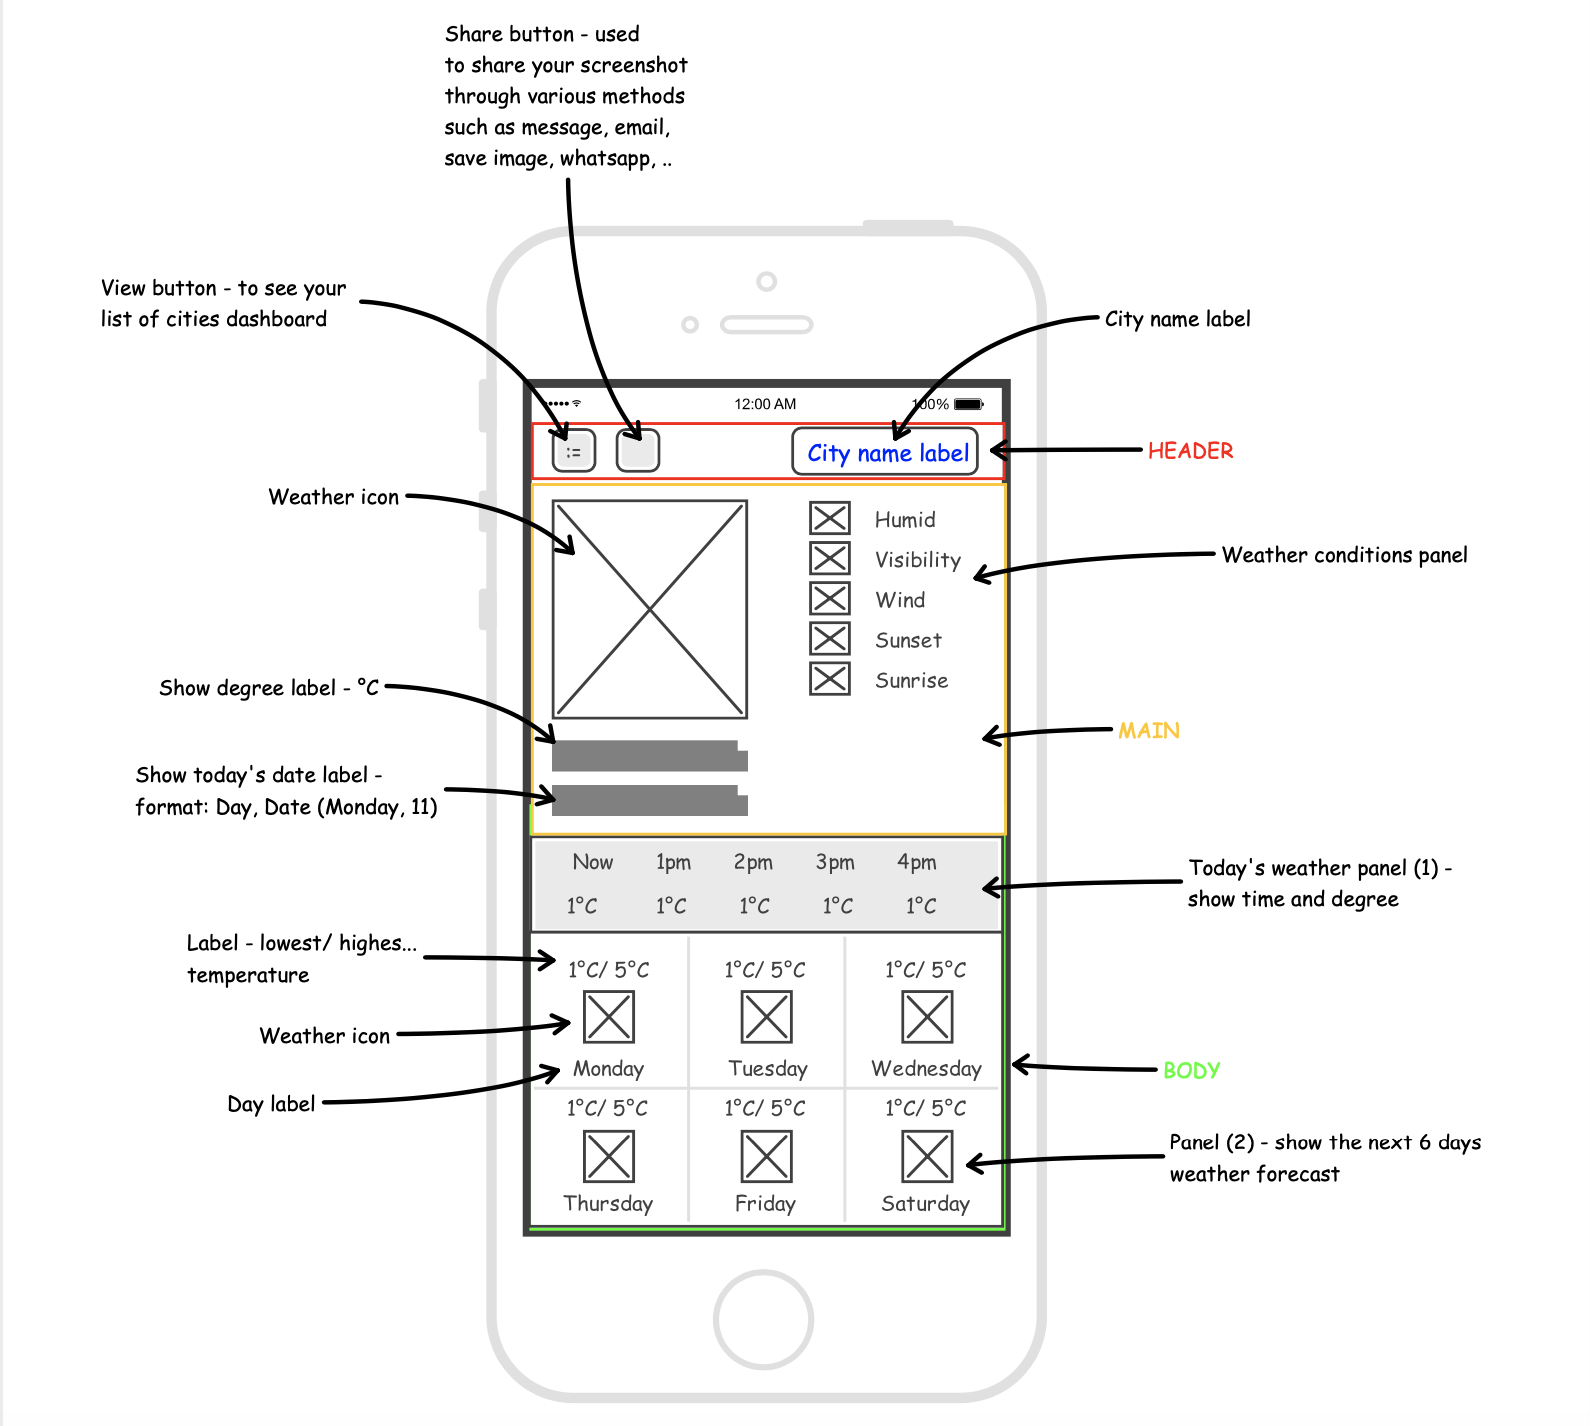 Share button - used
to share your screenshot
through various methods
such as message, email,
save image, whatsapp, ..
View button - to see your
list of cities dashboard
City name label
12:00 AM
100%
:=
City name label
HEADER
Weather icon
Humid
Visibility
Wind
Sunset
Sunrise
Weather conditions panel
Show degree label - °C
MAIN
Show today's date label -
format: Day, Date (Monday, 11)
Now 1pm 2pm 3pm 4pm
1°C 1°C 1°C 1°C 1°C
Today's weather panel (1) -
show time and degree
Label - lowest/ highes...
temperature
1°C/ 5°C 1°C/ 5°C 1°C/ 5°C
Weather icon
Monday Tuesday Wednesday
BODY
Day label
1°C/ 5°C 1°C/ 5°C 1°C/ 5°C
Panel (2) - show the next 6 days
weather forecast
Thursday Friday Saturday